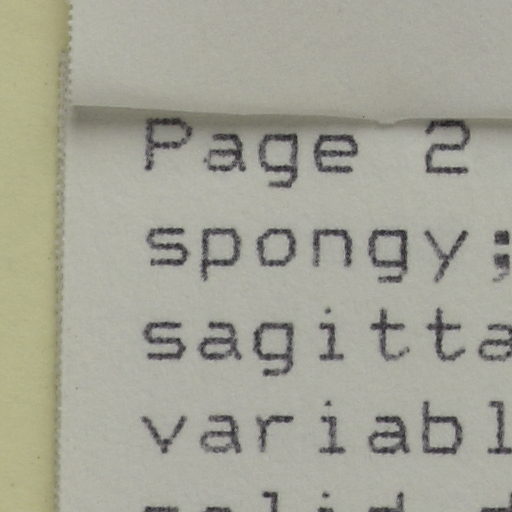 Page 2
spongy;
sagitta
variabl